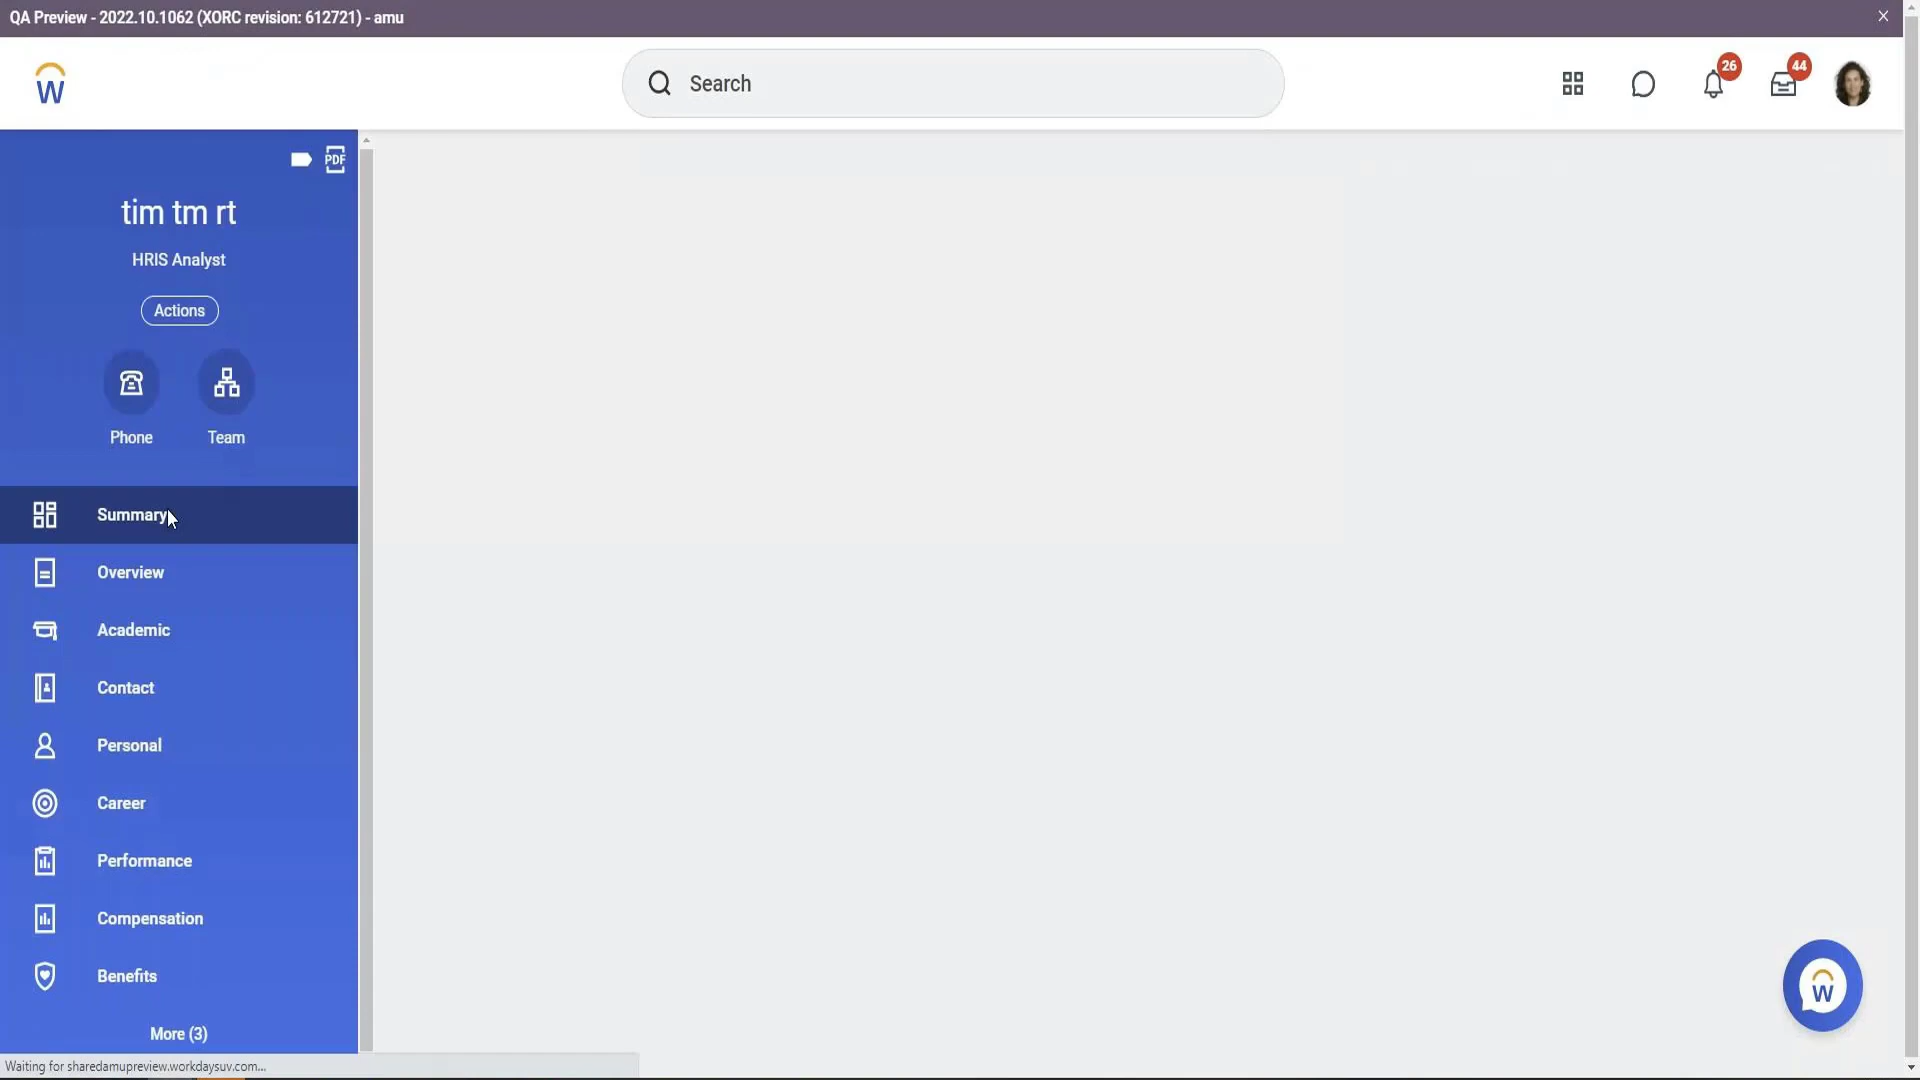 QA Preview - 2022.10.1062 (XORC revision: 612721) - amu
W
Search
26
44
PDF
tim tm rt
HRIS Analyst
Actions
Phone
Team
Summary
Overview
Academic
Contact
Personal
Career
Performance
Compensation
Benefits
More (3)
W
Waiting for sharedamupreview.workdaysuv.com...